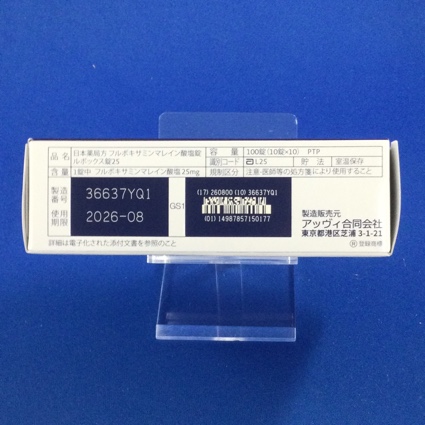 品名 日本薬局方 フルボキサミンマレイン酸塩錠
ルボックス錠25
容量 100錠(10錠×10) PTP
識別コード L25 貯法 室温保存
含量 1錠中 フルボキサミンマレイン酸塩 25mg
規制区分 注意-医師等の処方箋により使用すること
製造番号 36637YQ1
使用期限 2026-08
GS1
(17) 260800 (10) 36637YQ1
(01) 14987857150177
製造販売元
アッヴィ合同会社
東京都港区芝浦 3-1-21
Ⓡ登録商標
詳細は電子化された添付文書を参照のこと